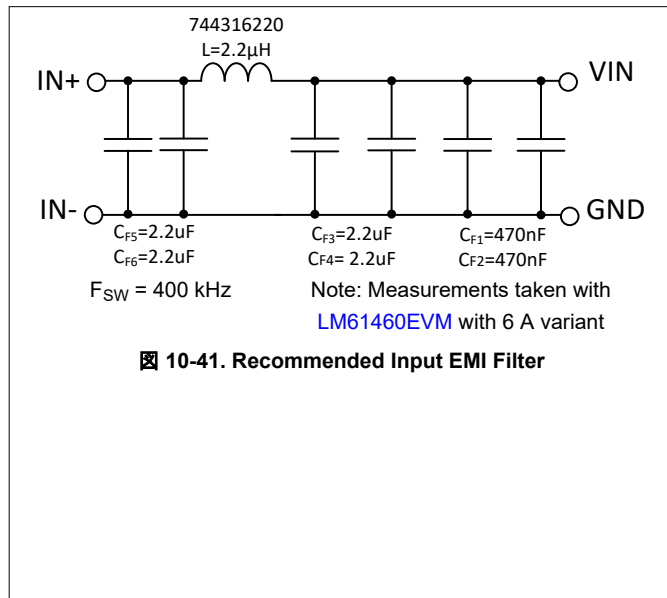 744316220
L=2.2µH
IN+
VIN
IN-
GND
CF5=2.2uF
CF6=2.2uF
CF3=2.2uF
CF4= 2.2uF
CF1=470nF
CF2=470nF
FSW = 400 kHz
Note: Measurements taken with
LM61460EVM with 6 A variant
図 10-41. Recommended Input EMI Filter